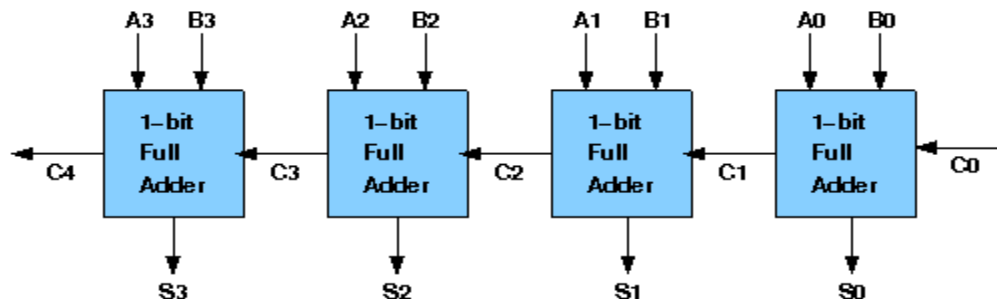 A3 B3 A2 B2 A1 B1 A0 B0
1-bit Full Adder
1-bit Full Adder
1-bit Full Adder
1-bit Full Adder
C4 C3 C2 C1 C0
S3 S2 S1 S0